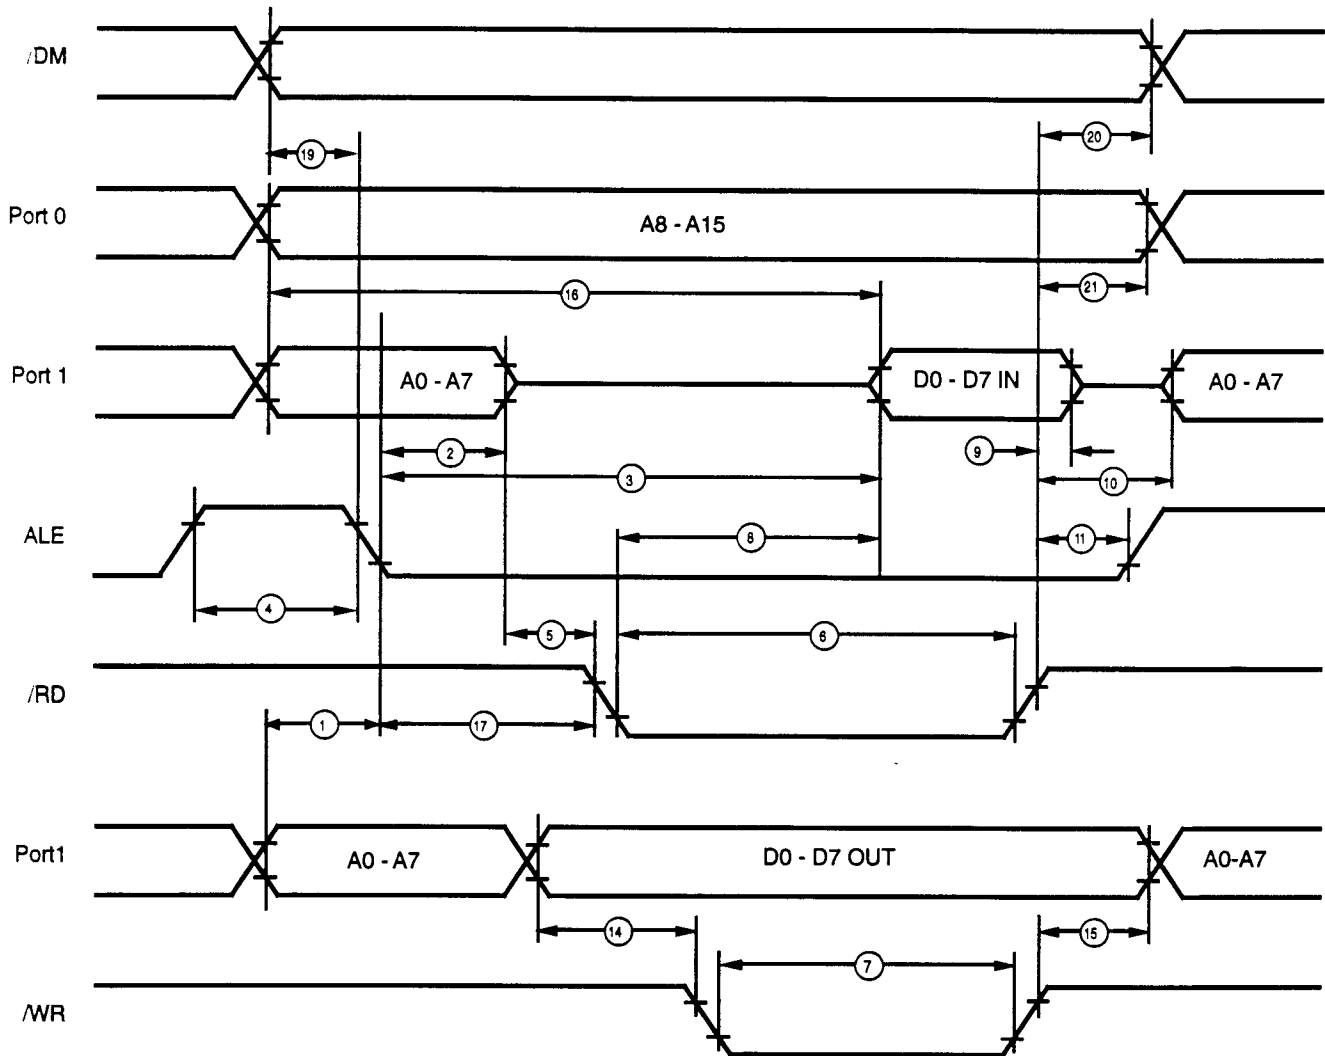 /DM
19
20
Port 0
A8 - A15
16
21
Port 1
A0 - A7
D0 - D7 IN
A0 - A7
2
9
3
10
ALE
8
11
4
5
6
/RD
1
17
Port1
A0 - A7
D0 - D7 OUT
A0-A7
14
15
7
/WR